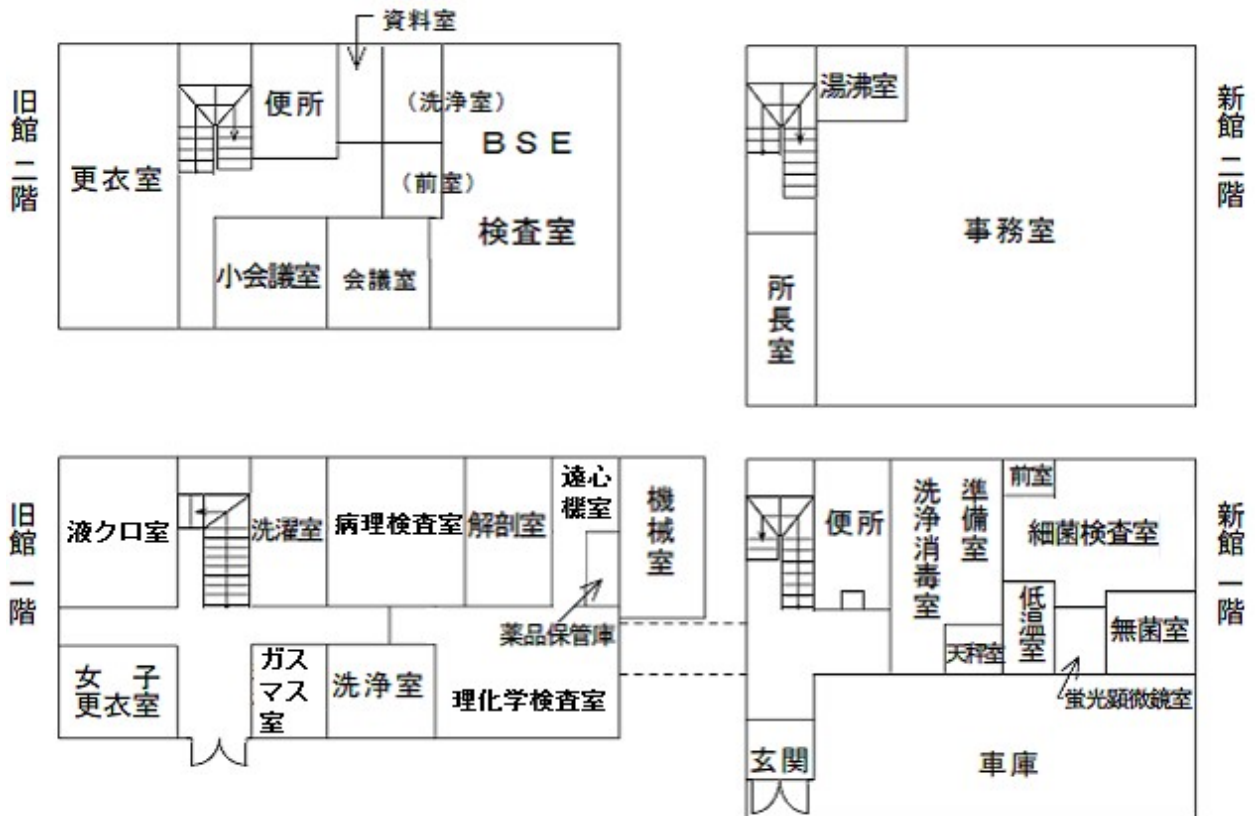 旧館二階
資料室
便所
(洗浄室)
BSE
検査室
更衣室
(前室)
小会議室
会議室
新館二階
湯沸室
事務室
所長室
旧館一階
液クロ室
洗濯室
病理検査室
解剖室
遠心
機室
機械室
薬品保管庫
女子
更衣室
ガス
マス
室
洗浄室
理化学検査室
新館一階
便所
洗浄消毒室
準備室
前室
細菌検査室
低温室
無菌室
天秤室
蛍光顕微鏡室
玄関
車庫